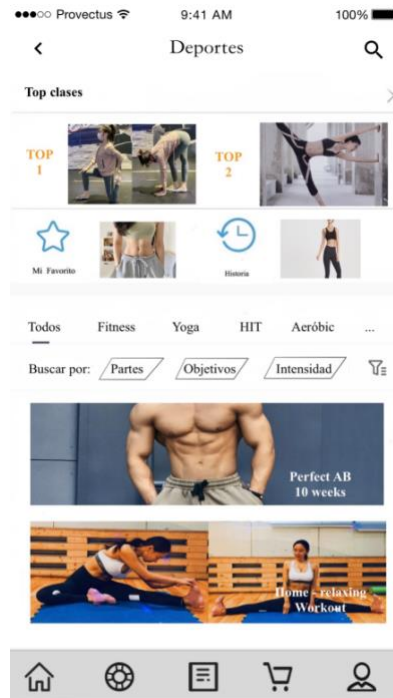 Provectus 9:41 AM 100%
Deportes
Top clases
TOP
1
TOP
2
Mi Favorito
Historia
Todos Fitness Yoga HIT Aeróbic ...
Buscar por: Partes Objetivos Intensidad
Perfect AB
10 weeks
Home - relaxing
Workout